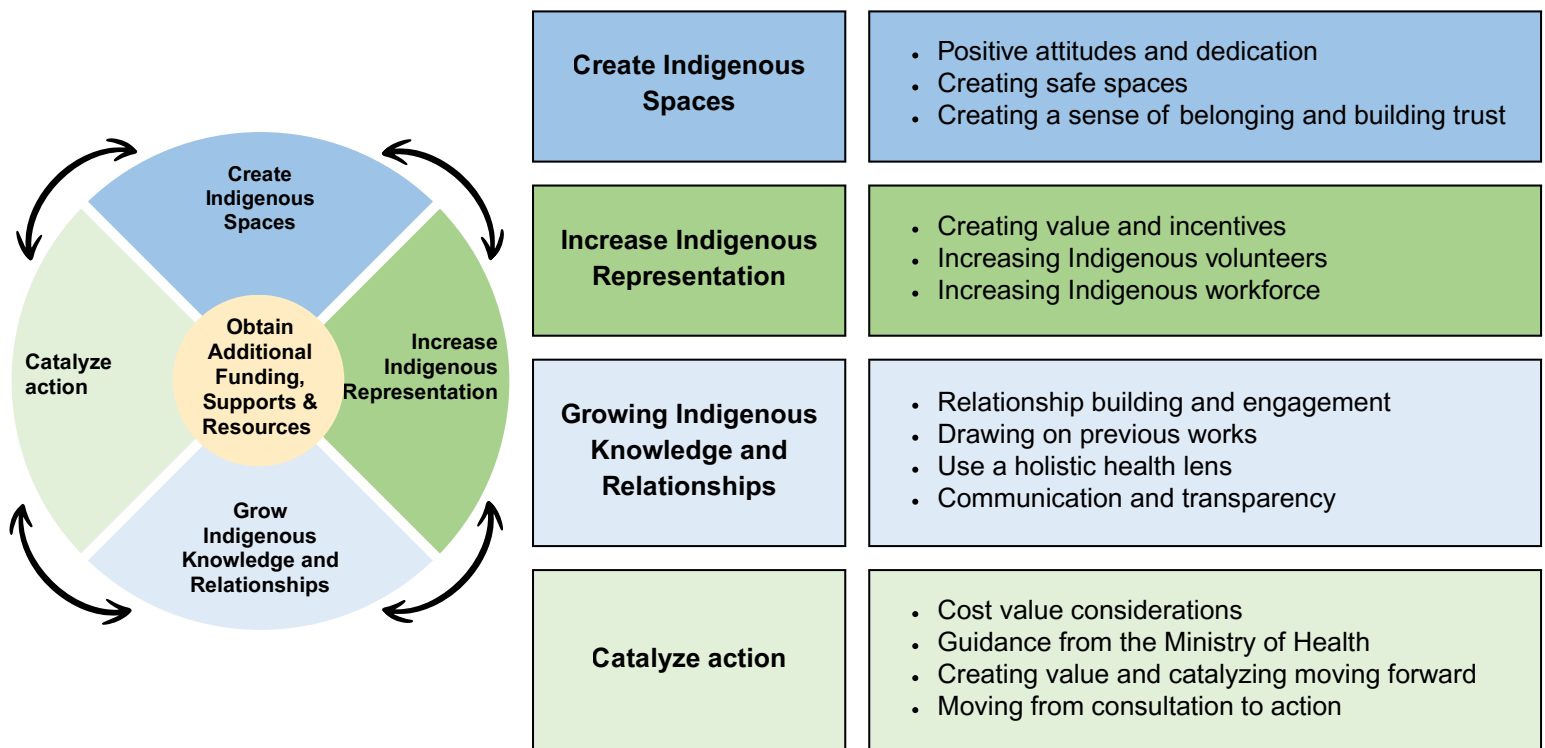 Create
Indigenous
Spaces
Increase
Indigenous
Representation
Grow
Indigenous
Knowledge and
Relationships
Catalyze
action
Obtain
Additional
Funding,
Supports &
Resources
Create Indigenous
Spaces
• Positive attitudes and dedication
• Creating safe spaces
• Creating a sense of belonging and building trust
Increase Indigenous
Representation
• Creating value and incentives
• Increasing Indigenous volunteers
• Increasing Indigenous workforce
Growing Indigenous
Knowledge and
Relationships
• Relationship building and engagement
• Drawing on previous works
• Use a holistic health lens
• Communication and transparency
Catalyze action
• Cost value considerations
• Guidance from the Ministry of Health
• Creating value and catalyzing moving forward
• Moving from consultation to action